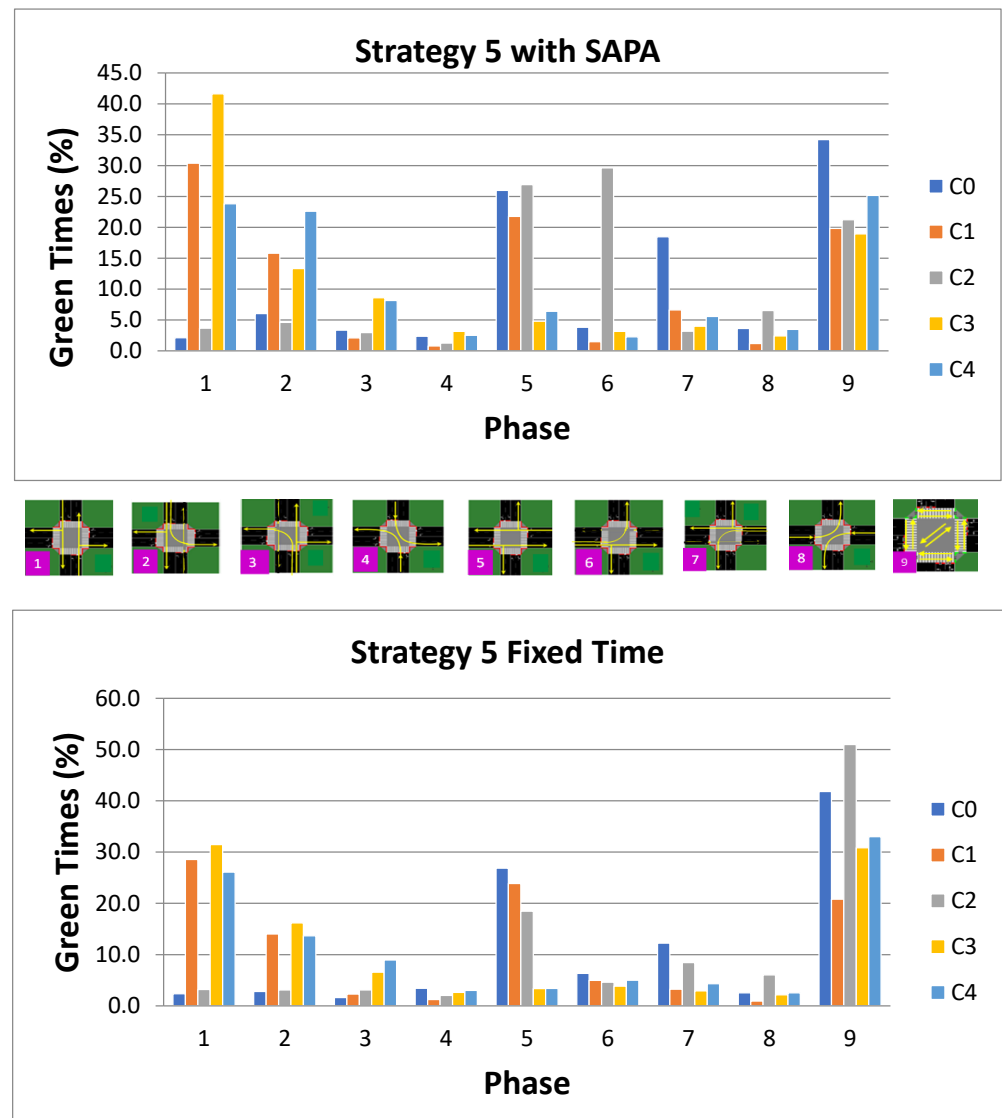 Strategy 5 with SAPA
45.0
40.0
35.0
30.0
25.0
20.0
15.0
10.0
5.0
0.0
Green Times (%)
1 2 3 4 5 6 7 8 9
Phase
C0
C1
C2
C3
C4
1 2 3 4 5 6 7 8 9
Strategy 5 Fixed Time
60.0
50.0
40.0
30.0
20.0
10.0
0.0
Green Times (%)
1 2 3 4 5 6 7 8 9
Phase
C0
C1
C2
C3
C4